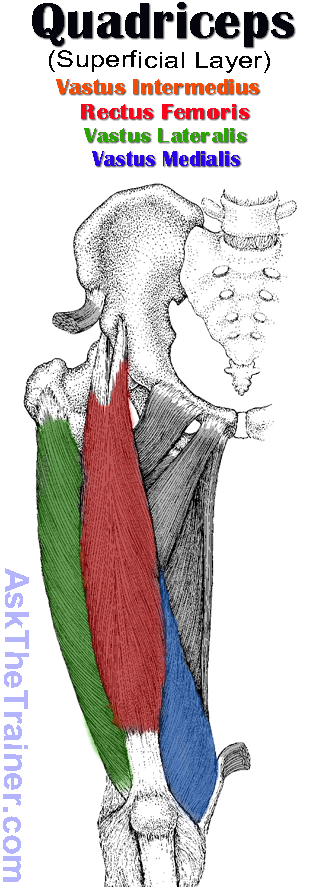 Quadriceps
(Superficial Layer)
Vastus Intermedius
Rectus Femoris
Vastus Lateralis
Vastus Medialis
AskTheTrainer.com